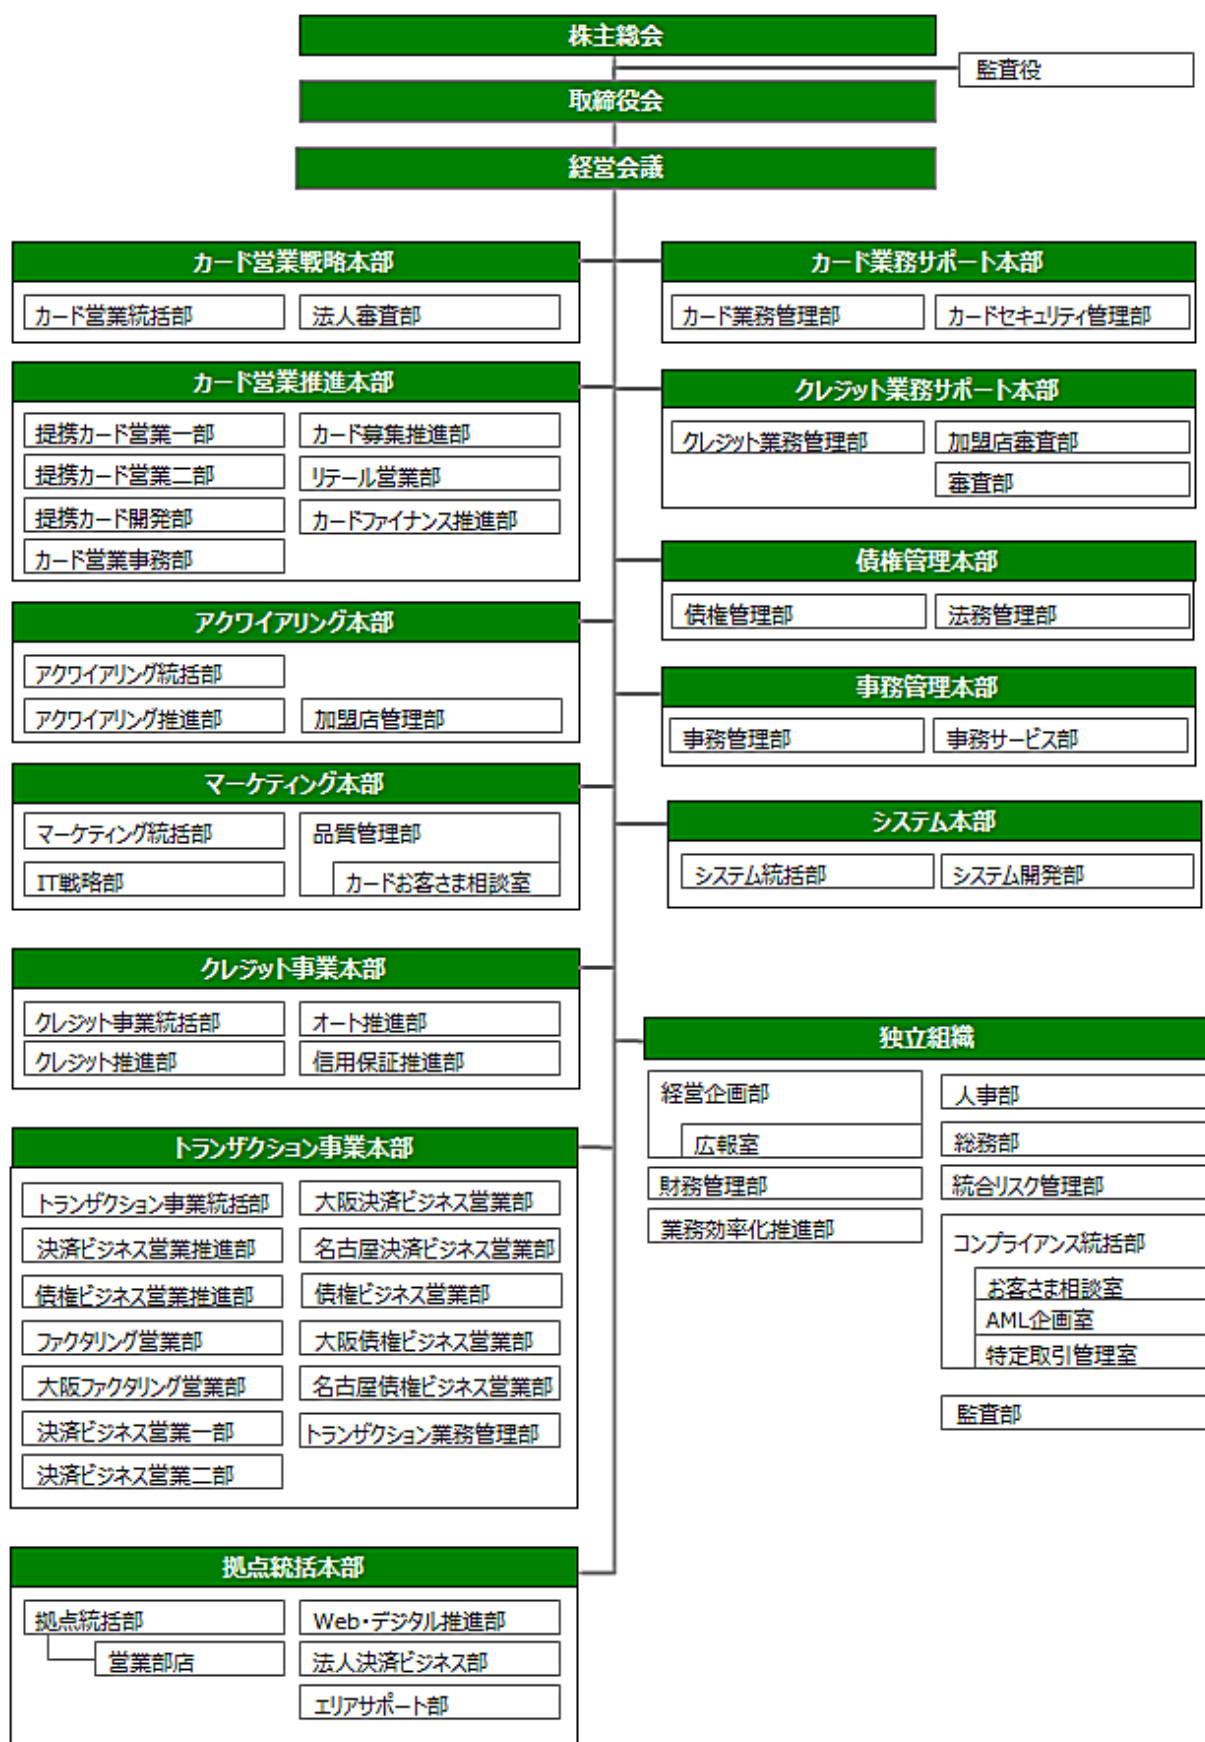 株主総会
監査役
取締役会
経営会議
カード営業戦略本部
カード営業統括部
法人審査部
カード営業推進本部
提携カード営業一部
カード募集推進部
提携カード営業二部
リテール営業部
提携カード開発部
カードファイナンス推進部
カード営業事務部
アクワイアリング本部
アクワイアリング統括部
アクワイアリング推進部
加盟店管理部
マーケティング本部
マーケティング統括部
品質管理部
IT戦略部
カードお客さま相談室
クレジット事業本部
クレジット事業統括部
オート推進部
クレジット推進部
信用保証推進部
トランザクション事業本部
トランザクション事業統括部
大阪決済ビジネス営業部
決済ビジネス営業推進部
名古屋決済ビジネス営業部
債権ビジネス営業推進部
債権ビジネス営業部
ファクタリング営業部
大阪債権ビジネス営業部
大阪ファクタリング営業部
名古屋債権ビジネス営業部
決済ビジネス営業一部
トランザクション業務管理部
決済ビジネス営業二部
拠点統括本部
拠点統括部
Web・デジタル推進部
営業部店
法人決済ビジネス部
エリアサポート部
カード業務サポート本部
カード業務管理部
カードセキュリティ管理部
クレジット業務サポート本部
クレジット業務管理部
加盟店審査部
審査部
債権管理本部
債権管理部
法務管理部
事務管理本部
事務管理部
事務サービス部
システム本部
システム統括部
システム開発部
独立組織
経営企画部
人事部
広報室
総務部
財務管理部
統合リスク管理部
業務効率化推進部
コンプライアンス統括部
お客さま相談室
AML企画室
特定取引管理室
監査部